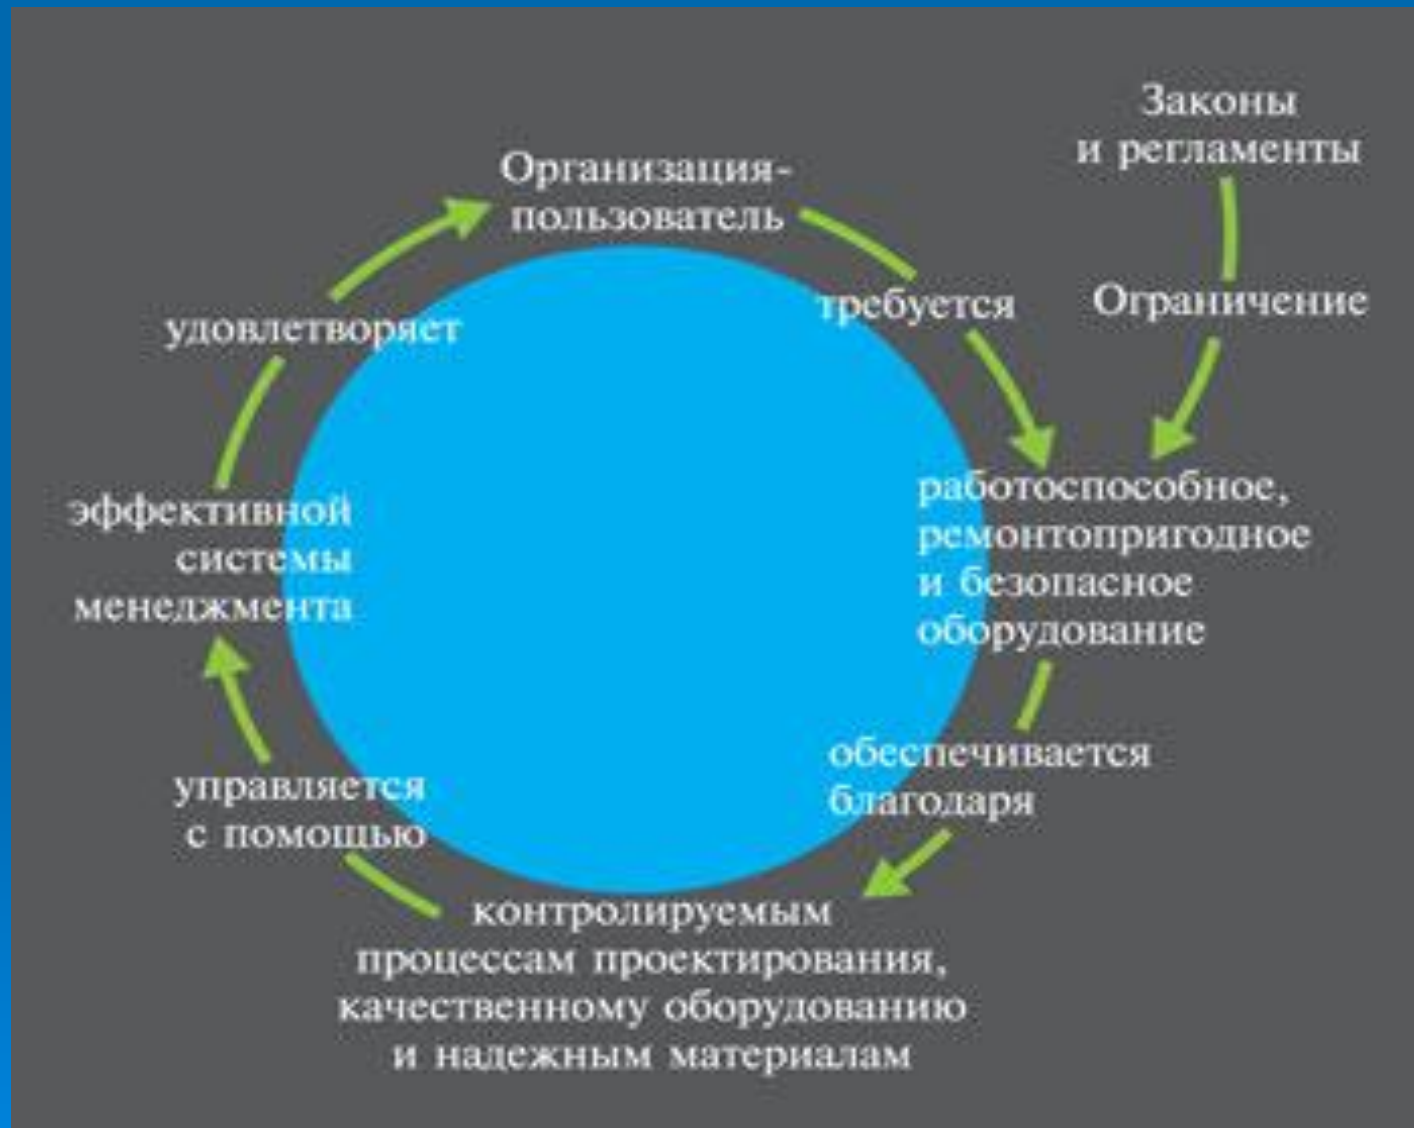 Законы
и регламенты
Организация-
пользователь
требуется
Ограничение
удовлетворяет
работоспособное,
ремонтопригодное
и безопасное
оборудование
эффективной
системы
менеджмента
обеспечивается
благодаря
управляется
с помощью
контролируемым
процессам проектирования,
качественному оборудованию
и надежным материалам